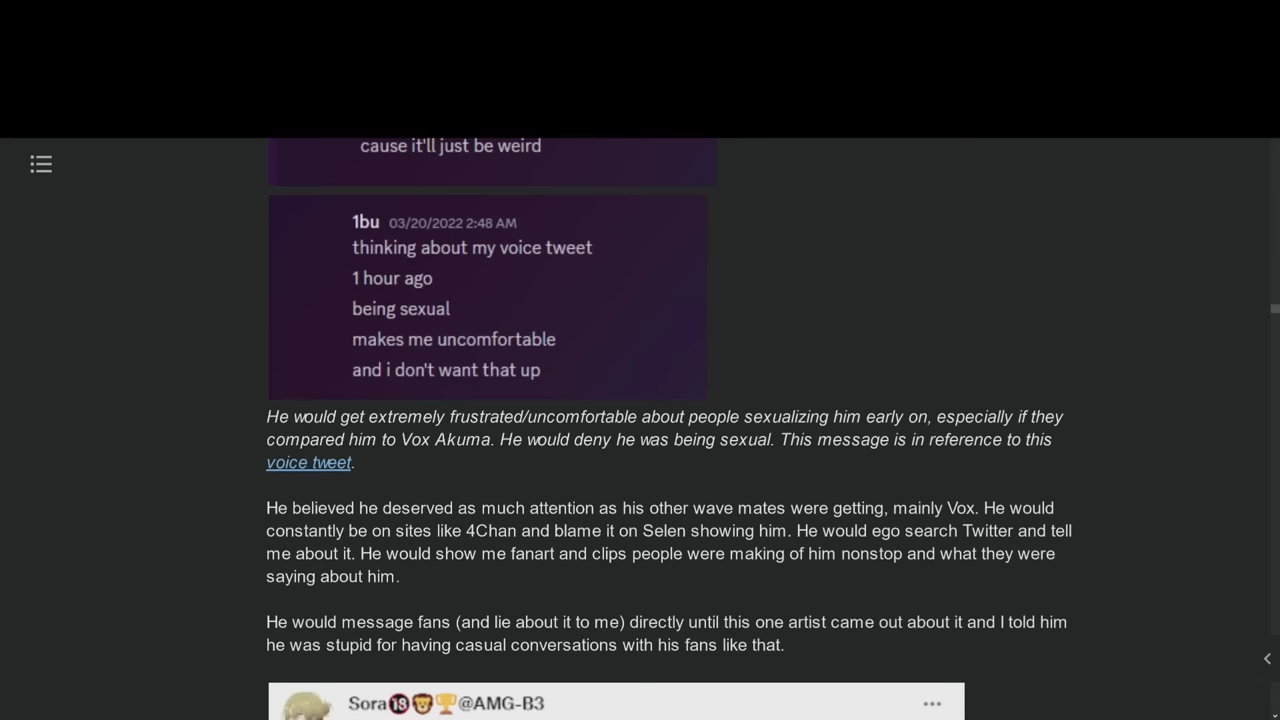 cause it'll just be weird
1bu 03/20/2022 2:48 AM
thinking about my voice tweet
1 hour ago
being sexual
makes me uncomfortable
and i don't want that up
He would get extremely frustrated/uncomfortable about people sexualizing him early on, especially if they
compared him to Vox Akuma. He would deny he was being sexual. This message is in reference to this
voice tweet.
He believed he deserved as much attention as his other wave mates were getting, mainly Vox. He would
constantly be on sites like 4Chan and blame it on Selen showing him. He would ego search Twitter and tell
me about it. He would show me fanart and clips people were making of him nonstop and what they were
saying about him.
He would message fans (and lie about it to me) directly until this one artist came out about it and I told him
he was stupid for having casual conversations with his fans like that.
Sora🔞🦁🏆@AMG-B3